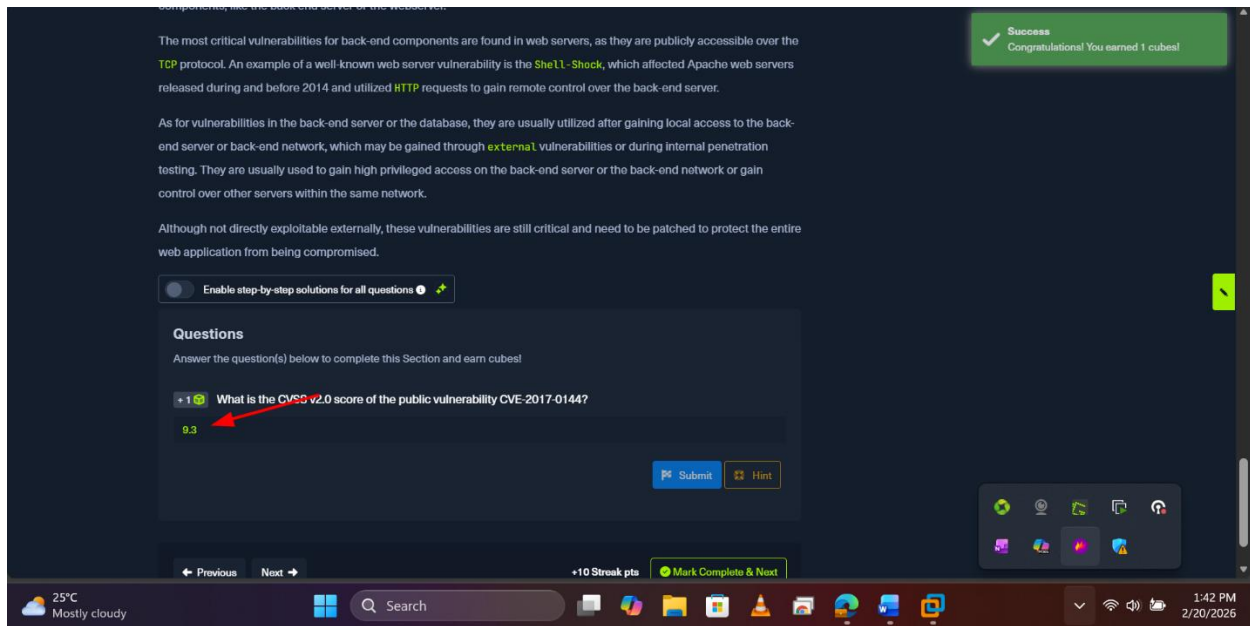 components, like the back end server or the webserver.
The most critical vulnerabilities for back-end components are found in web servers, as they are publicly accessible over the
TCP protocol. An example of a well-known web server vulnerability is the Shell-Shock, which affected Apache web servers
released during and before 2014 and utilized HTTP requests to gain remote control over the back-end server.
As for vulnerabilities in the back-end server or the database, they are usually utilized after gaining local access to the back-
end server or back-end network, which may be gained through external vulnerabilities or during internal penetration
testing. They are usually used to gain high privileged access on the back-end server or the back-end network or gain
control over other servers within the same network.
Although not directly exploitable externally, these vulnerabilities are still critical and need to be patched to protect the entire
web application from being compromised.
Enable step-by-step solutions for all questions
Questions
Answer the question(s) below to complete this Section and earn cubes!
+ 1 What is the CVSS v2.0 score of the public vulnerability CVE-2017-0144?
9.3
Submit Hint
Previous Next +10 Streak pts Mark Complete & Next
Success
Congratulations! You earned 1 cubes!
25°C
Mostly cloudy
Search
1:42 PM
2/20/2026